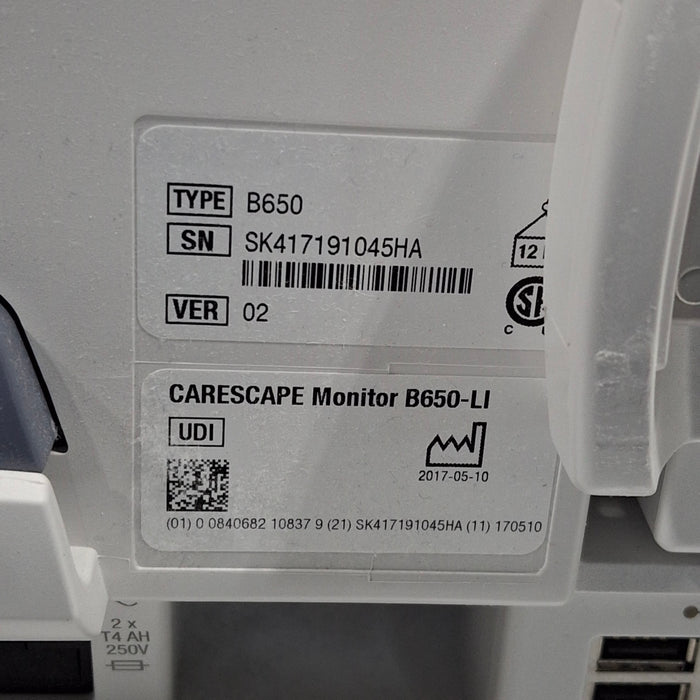 TYPE B650
SN SK417191045HA
VER 02
12
C
CARESCAPE Monitor B650-LI
UDI
2017-05-10
(01) 0 0840682 10837 9 (21) SK417191045HA (11) 170510
2 x
T4 AH
250V